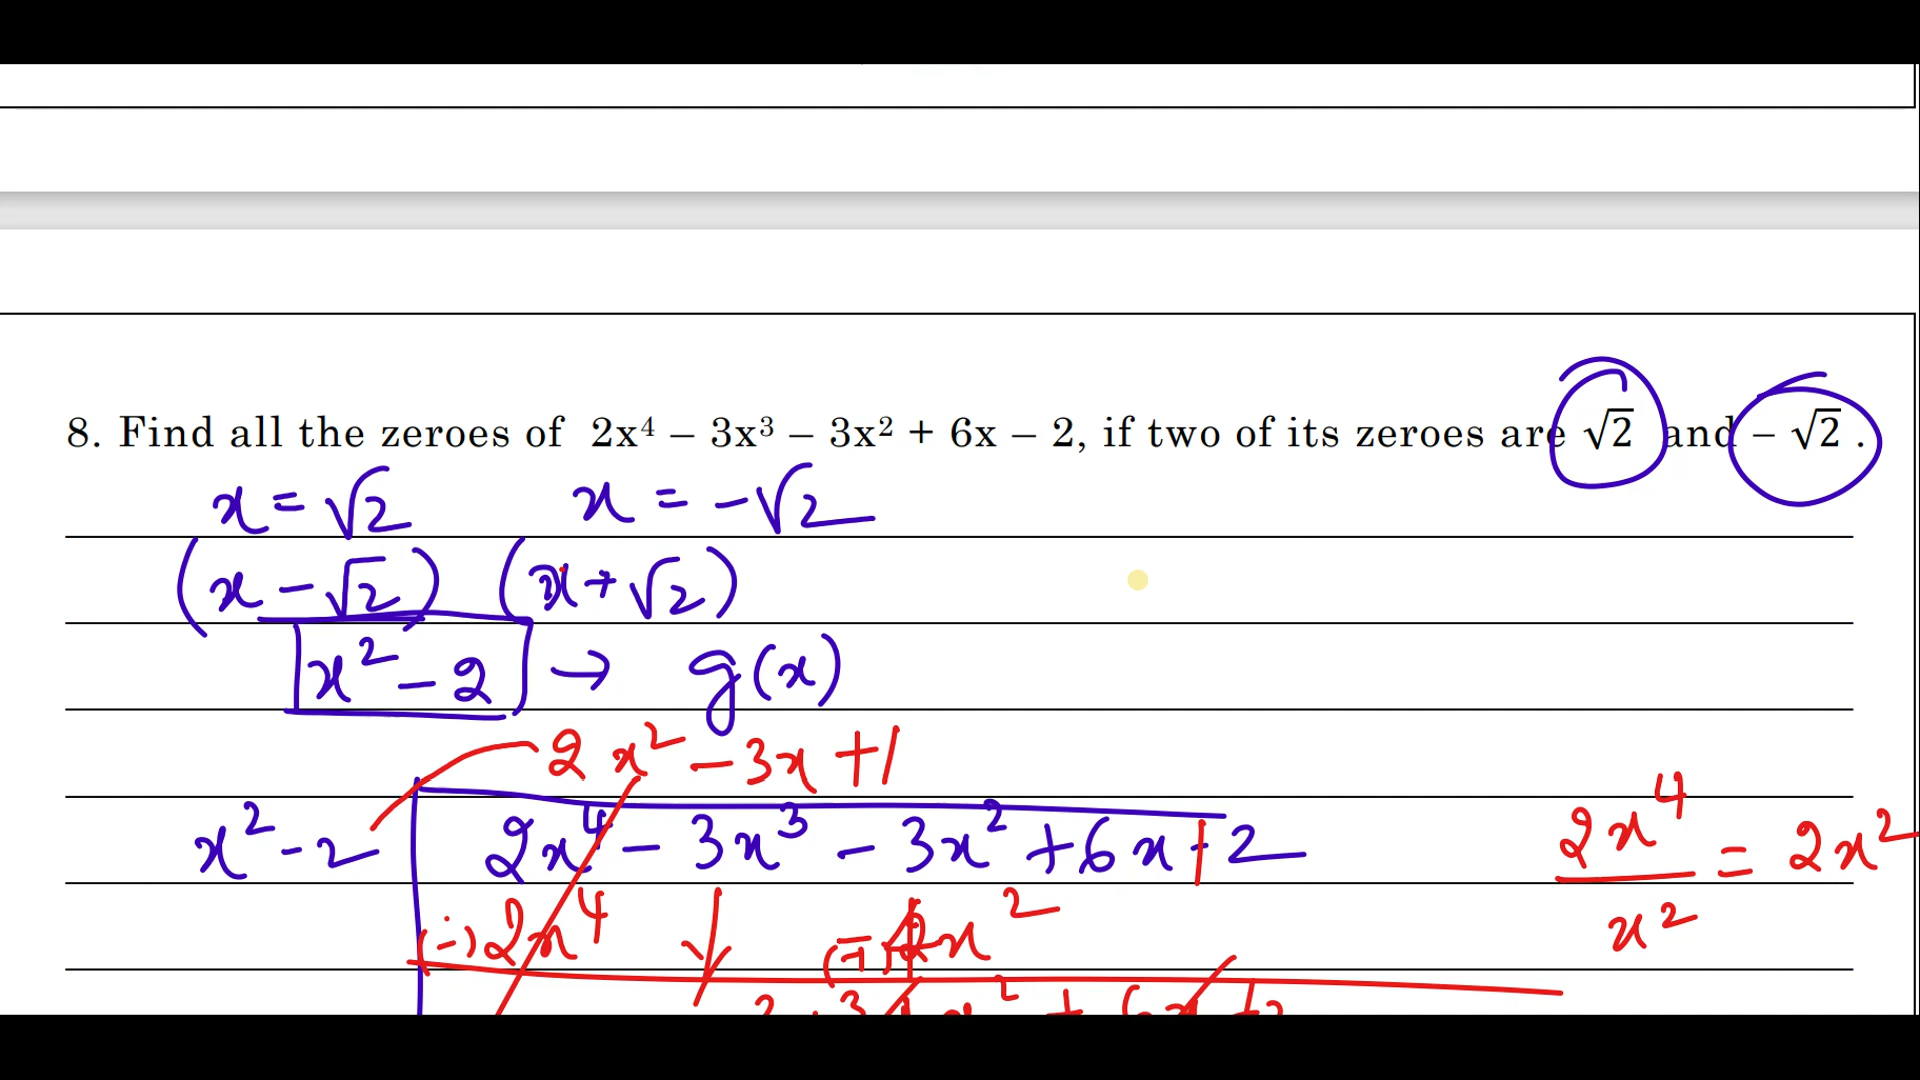 8. Find all the zeroes of 2x⁴ – 3x³ – 3x² + 6x – 2, if two of its zeroes are √2 and – √2 .
x = √2 x = -√2
(x - √2) (x + √2)
x² - 2 → g(x)
2x² - 3x + 1
x² - 2 2x⁴ - 3x³ - 3x² + 6x - 2 2x⁴ = 2x²
(-) 2x⁴ x² x²